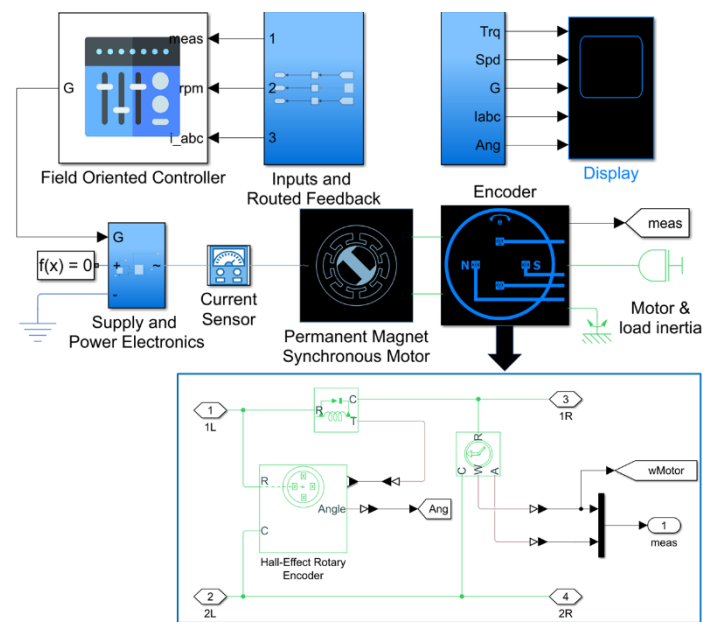 meas
rpm
i_abc
G
1
2
3
Trq
Spd
G
Iabc
Ang
Field Oriented Controller
Inputs and
Routed Feedback
Display
Encoder
G
+
~
-
f(x) = 0
Supply and
Power Electronics
Current
Sensor
Permanent Magnet
Synchronous Motor
θ
N
S
meas
Motor &
load inertia
1
1L
R
C
T
3
1R
R
C
W
A
wMotor
R
C
Angle
Ang
Hall-Effect Rotary
Encoder
1
meas
2
2L
4
2R